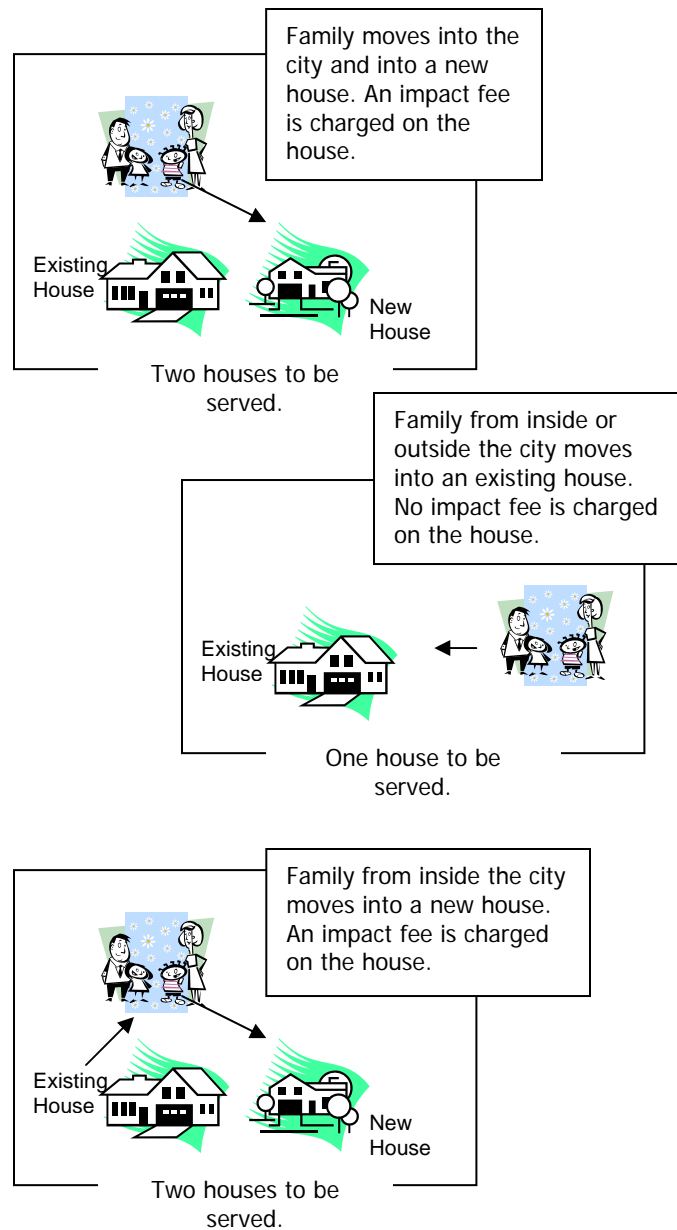 Family moves into the
city and into a new
house. An impact fee
is charged on the
house.
Existing
House
New
House
Two houses to be
served.
Family from inside or
outside the city moves
into an existing house.
No impact fee is charged
on the house.
Existing
House
One house to be
served.
Family from inside the city
moves into a new house.
An impact fee is charged
on the house.
Existing
House
New
House
Two houses to be
served.